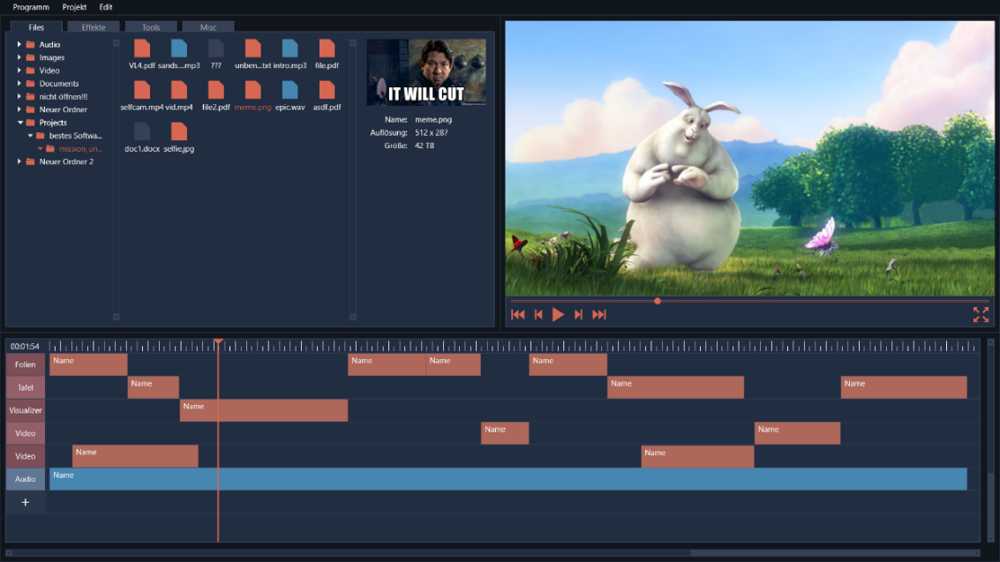 Programm Projekt Edit
Files Effekte Tools Misc
Audio
Images
Video
Documents
nicht öffnen!!!
Neuer Ordner
Projects
bestes Softwa...
mission_un...
Neuer Ordner 2
VL4.pdf sands....mp3 ??? unben...txt intro.mp3 file.pdf
selfcam.mp4 vid.mp4 file2.pdf meme.png epic.wav asdf.pdf
doc1.docx selfie.jpg
IT WILL CUT
Name: meme.png
Auflösung: 512 x 287
Größe: 42 TB
00:01:54
Folien Name Name Name Name
Tafel Name Name Name
Visualizer Name
Video Name Name
Video Name Name
Audio Name
+